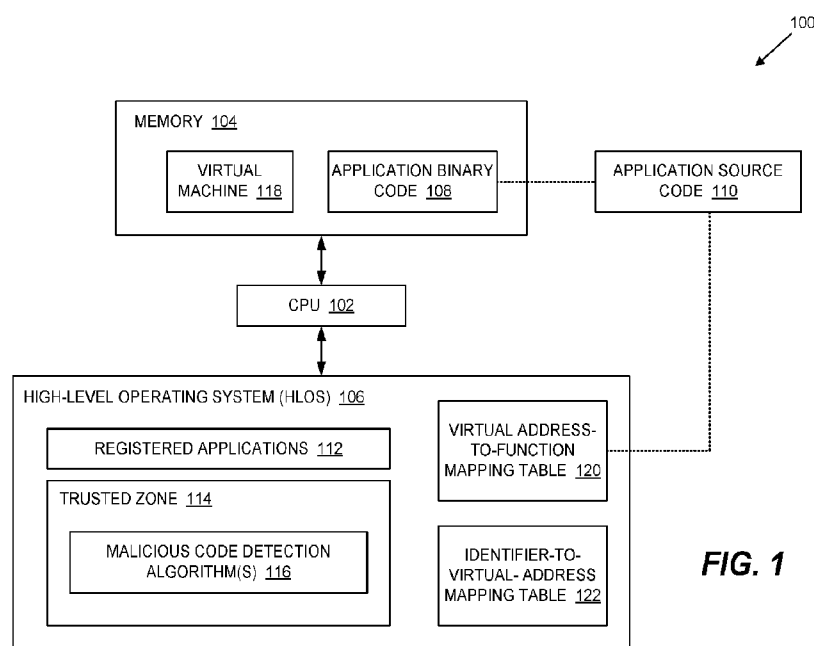 100
MEMORY 104
VIRTUAL
MACHINE 118
APPLICATION BINARY
CODE 108
APPLICATION SOURCE
CODE 110
CPU 102
HIGH-LEVEL OPERATING SYSTEM (HLOS) 106
REGISTERED APPLICATIONS 112
VIRTUAL ADDRESS-
TO-FUNCTION
MAPPING TABLE 120
TRUSTED ZONE 114
MALICIOUS CODE DETECTION
ALGORITHM(S) 116
IDENTIFIER-TO-
VIRTUAL- ADDRESS
MAPPING TABLE 122
FIG. 1